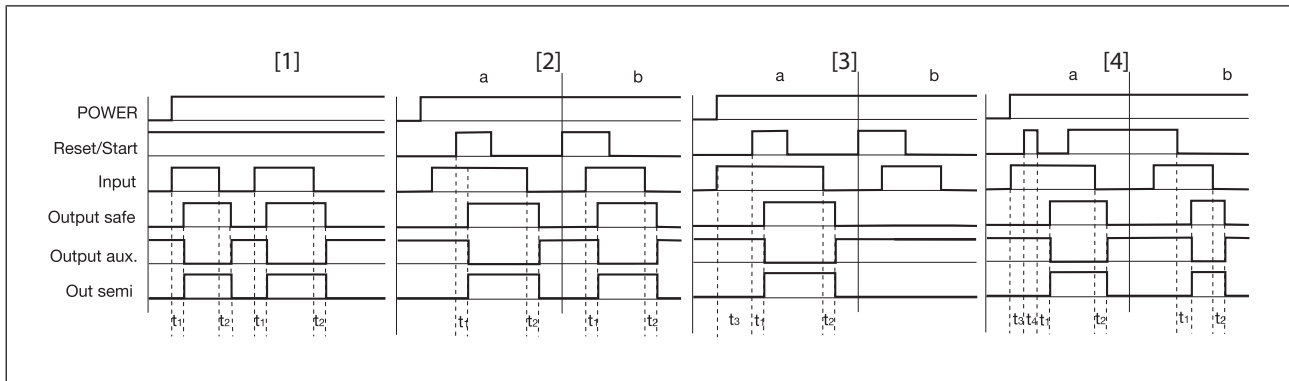 [1] [2] [3] [4]
a b a b a b
POWER
Reset/Start
Input
Output safe
Output aux.
Out semi
t1 t2 t1 t2 t1 t2 t1 t2 t3 t1 t2 t3 t4 t1 t2 t1 t2